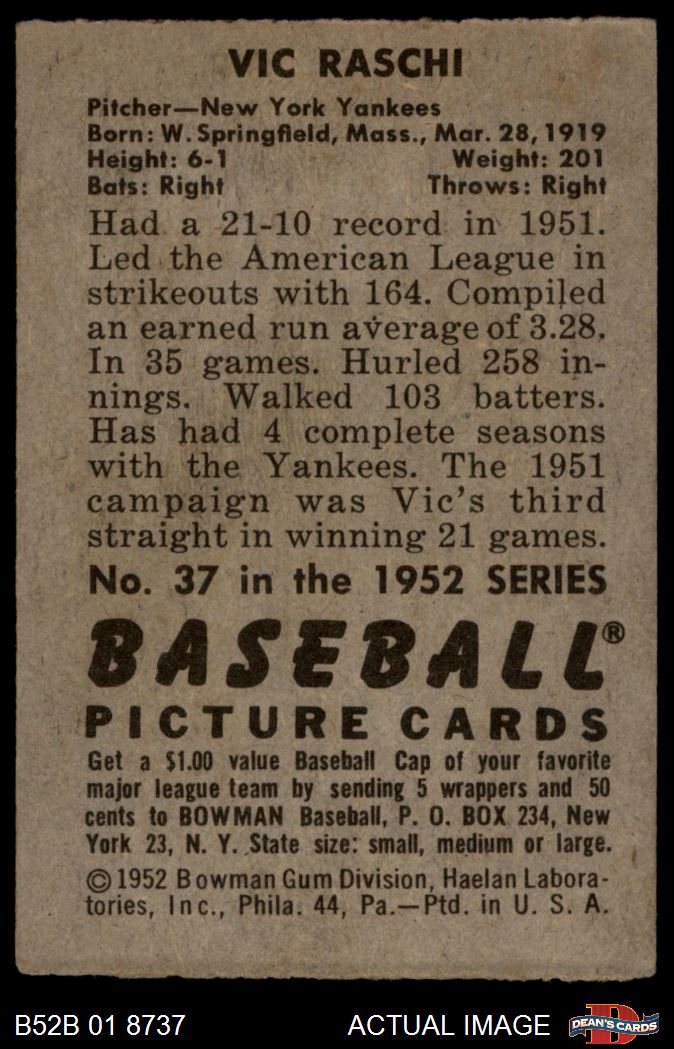 VIC RASCHI
Pitcher—New York Yankees
Born: W. Springfield, Mass., Mar. 28, 1919
Height: 6-1 Weight: 201
Bats: Right Throws: Right
Had a 21-10 record in 1951.
Led the American League in
strikeouts with 164. Compiled
an earned run average of 3.28.
In 35 games. Hurled 258 in-
nings. Walked 103 batters.
Has had 4 complete seasons
with the Yankees. The 1951
campaign was Vic's third
straight in winning 21 games.
No. 37 in the 1952 SERIES
BASEBALL®
PICTURE CARDS
Get a $1.00 value Baseball Cap of your favorite
major league team by sending 5 wrappers and 50
cents to BOWMAN Baseball, P. O. BOX 234, New
York 23, N. Y. State size: small, medium or large.
© 1952 Bowman Gum Division, Haelan Labora-
tories, Inc., Phila. 44, Pa.—Ptd. in U. S. A.
B52B 01 8737 ACTUAL IMAGE D DEAN'S CARDS